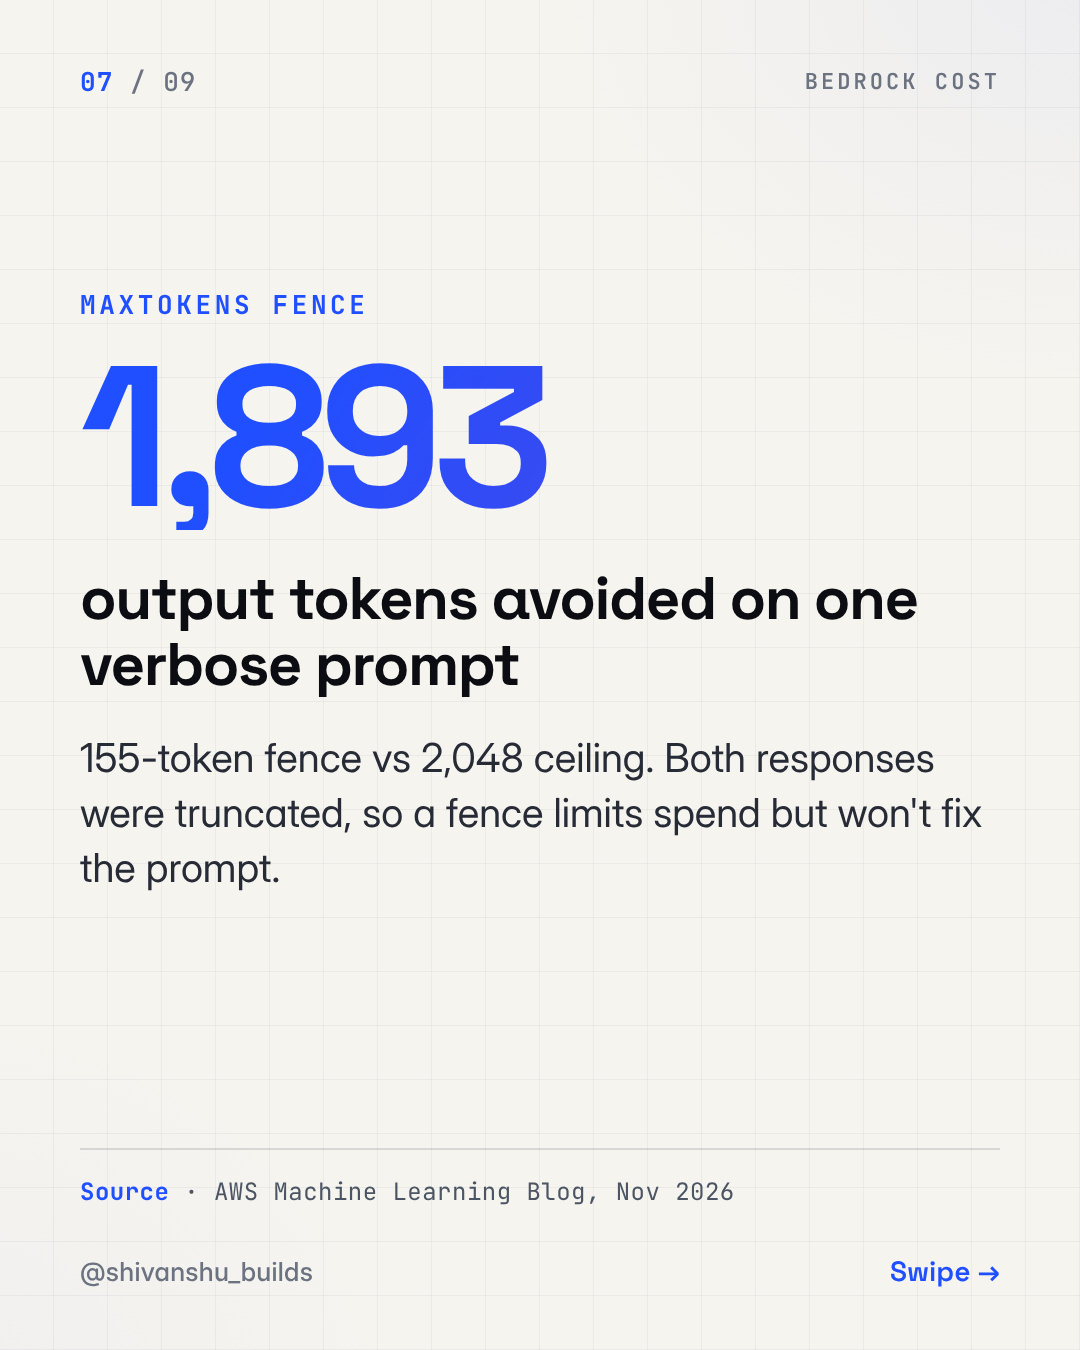 07 / 09
BEDROCK COST
MAXTOKENS FENCE
1,893
output tokens avoided on one
verbose prompt
155-token fence vs 2,048 ceiling. Both responses
were truncated, so a fence limits spend but won't fix
the prompt.
Source · AWS Machine Learning Blog, Nov 2026
@shivanshu_builds
Swipe →